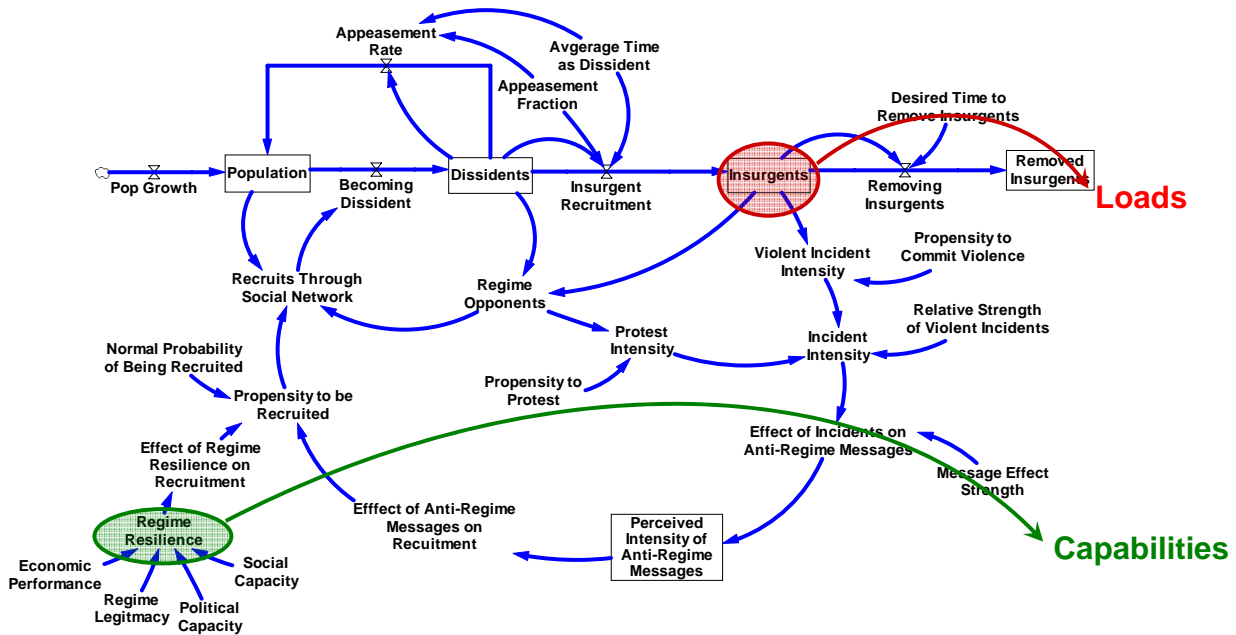 Appeasement
Rate
Avgerage Time
as Dissident
Appeasement
Fraction
Desired Time to
Remove Insurgents
Pop Growth
Population
Becoming
Dissident
Dissidents
Insurgent
Recruitment
Insurgents
Removing
Insurgents
Removed
Insurgents
Loads
Recruits Through
Social Network
Regime
Opponents
Violent Incident
Intensity
Propensity to
Commit Violence
Normal Probability
of Being Recruited
Protest
Intensity
Incident
Intensity
Relative Strength
of Violent Incidents
Propensity to be
Recruited
Propensity to
Protest
Effect of Regime
Resilience on
Recruitment
Effect of Incidents on
Anti-Regime Messages
Message Effect
Strength
Regime
Resilience
Efffect of Anti-Regime
Messages on
Recuitment
Perceived
Intensity of
Anti-Regime
Messages
Capabilities
Economic
Performance
Regime
Legitmacy
Political
Capacity
Social
Capacity